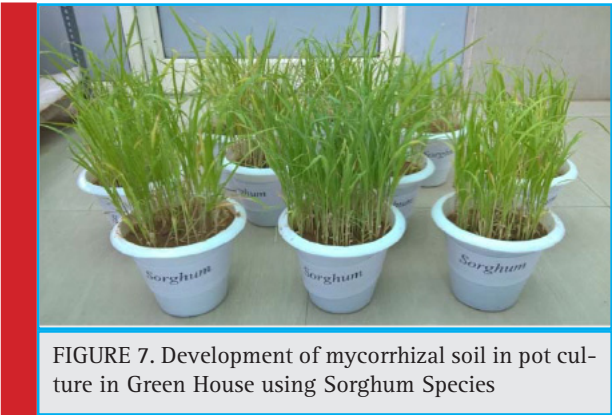 Sorghum
Sorghum
Sorghum
Sorghum
FIGURE 7. Development of mycorrhizal soil in pot cul-
ture in Green House using Sorghum Species